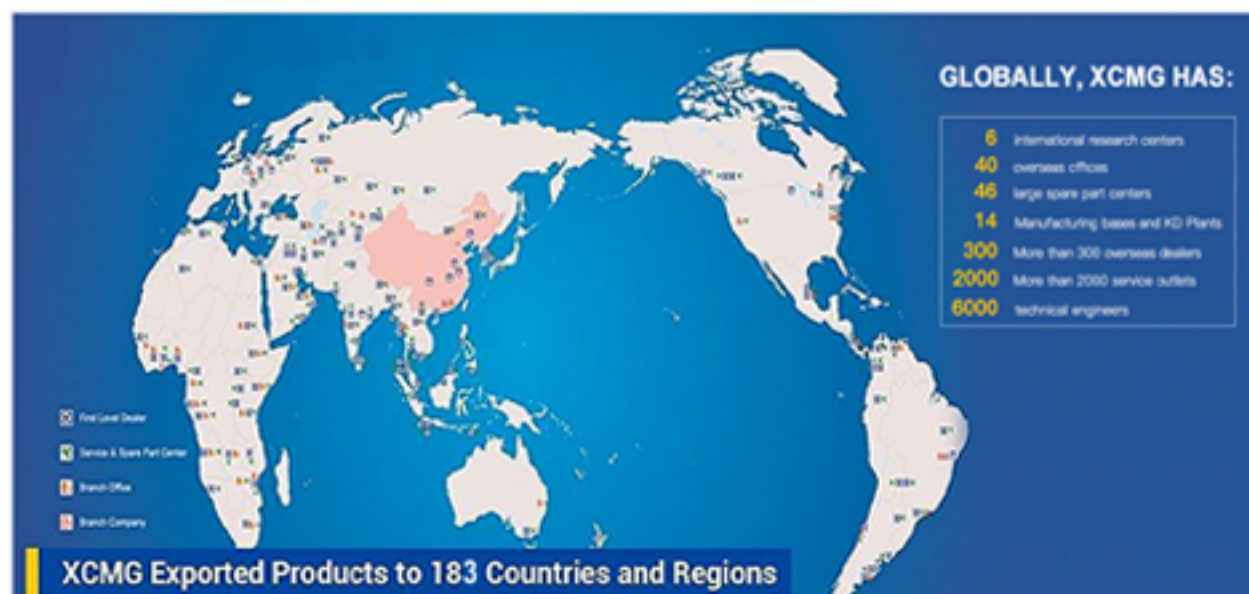 GLOBALLY, XCMG HAS:
6 International research centers
40 overseas offices
46 large spare part centers
14 Manufacturing bases and KD Plants
300 More than 300 overseas dealers
2000 More than 2000 service outlets
6000 technical engineers
First Level Dealer
Service & Spare Part Center
Branch Office
Branch Company
XCMG Exported Products to 183 Countries and Regions